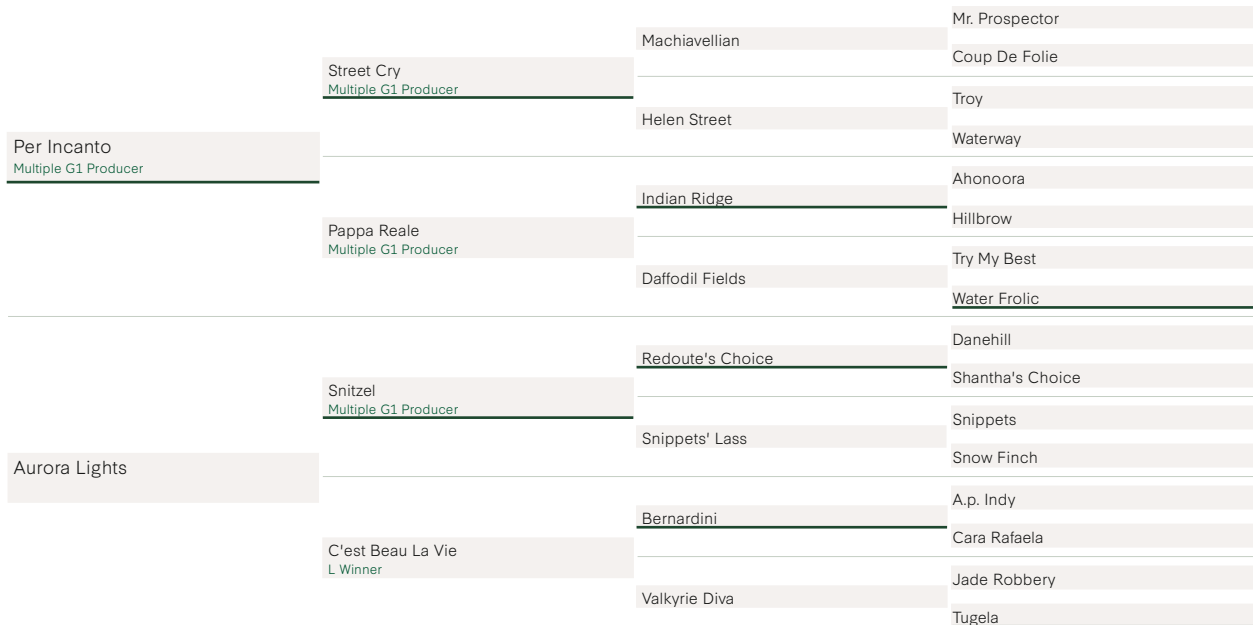 Per Incanto
Multiple G1 Producer
Aurora Lights
Street Cry
Multiple G1 Producer
Pappa Reale
Multiple G1 Producer
Snitzel
Multiple G1 Producer
C'est Beau La Vie
L Winner
Machiavellian
Helen Street
Indian Ridge
Daffodil Fields
Redoute's Choice
Snippets' Lass
Bernardini
Valkyrie Diva
Mr. Prospector
Coup De Folie
Troy
Waterway
Ahonoora
Hillbrow
Try My Best
Water Frolic
Danehill
Shantha's Choice
Snippets
Snow Finch
A.p. Indy
Cara Rafaela
Jade Robbery
Tugela